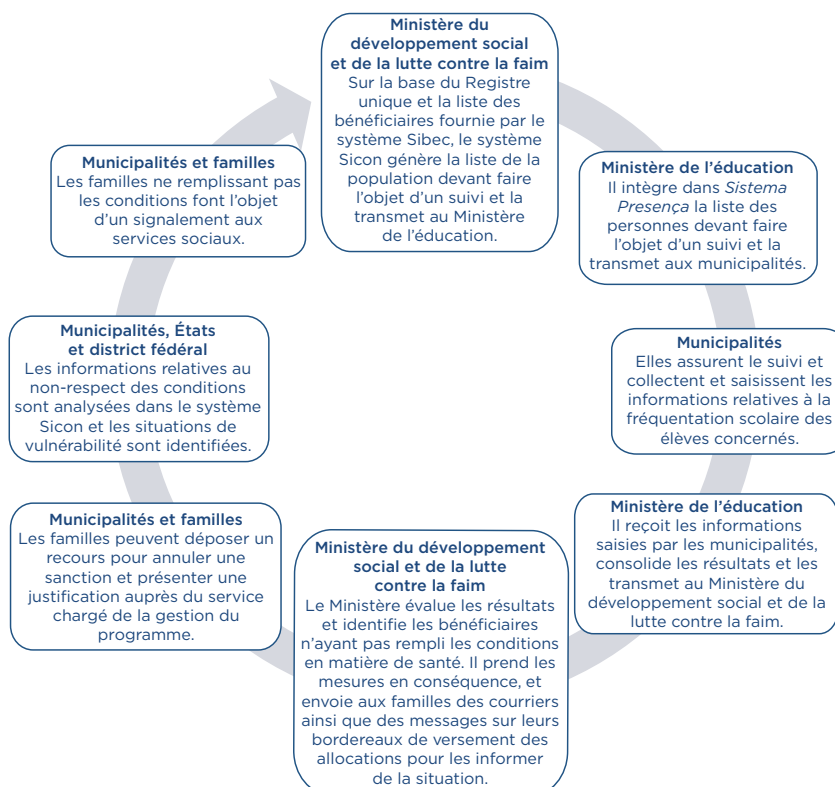 Ministère du
développement social
et de la lutte contre la faim
Sur la base du Registre
unique et la liste des
bénéficiaires fournie par le
système Sibec, le système
Sicon génère la liste de la
population devant faire
l’objet d’un suivi et la
transmet au Ministère
de l’éducation.
Ministère de l’éducation
Il intègre dans Sistema
Presença la liste des
personnes devant faire
l’objet d’un suivi et la
transmet aux municipalités.
Municipalités
Elles assurent le suivi et
collectent et saisissent les
informations relatives à la
fréquentation scolaire des
élèves concernés.
Ministère de l’éducation
Il reçoit les informations
saisies par les municipalités,
consolide les résultats et les
transmet au Ministère du
développement social et de la
lutte contre la faim.
Ministère du développement
social et de la lutte
contre la faim
Le Ministère évalue les résultats
et identifie les bénéficiaires
n’ayant pas rempli les conditions
en matière de santé. Il prend les
mesures en conséquence, et
envoie aux familles des courriers
ainsi que des messages sur leurs
bordereaux de versement des
allocations pour les informer
de la situation.
Municipalités et familles
Les familles peuvent déposer un
recours pour annuler une
sanction et présenter une
justification auprès du service
chargé de la gestion du
programme.
Municipalités, États
et district fédéral
Les informations relatives au
non-respect des conditions
sont analysées dans le système
Sicon et les situations de
vulnérabilité sont identifiées.
Municipalités et familles
Les familles ne remplissant pas
les conditions font l’objet
d’un signalement aux
services sociaux.